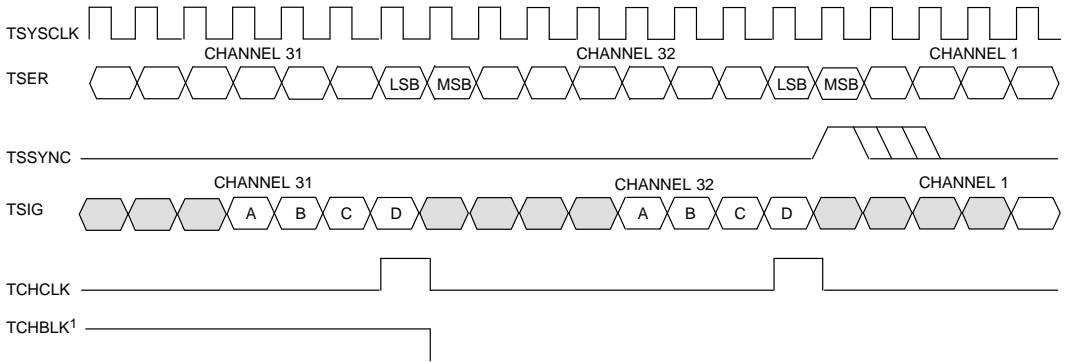 TSYSCLK
CHANNEL 31 CHANNEL 32 CHANNEL 1
TSER LSB MSB LSB MSB
TSSYNC
CHANNEL 31 CHANNEL 32 CHANNEL 1
TSIG A B C D A B C D
TCHCLK
TCHBLK1